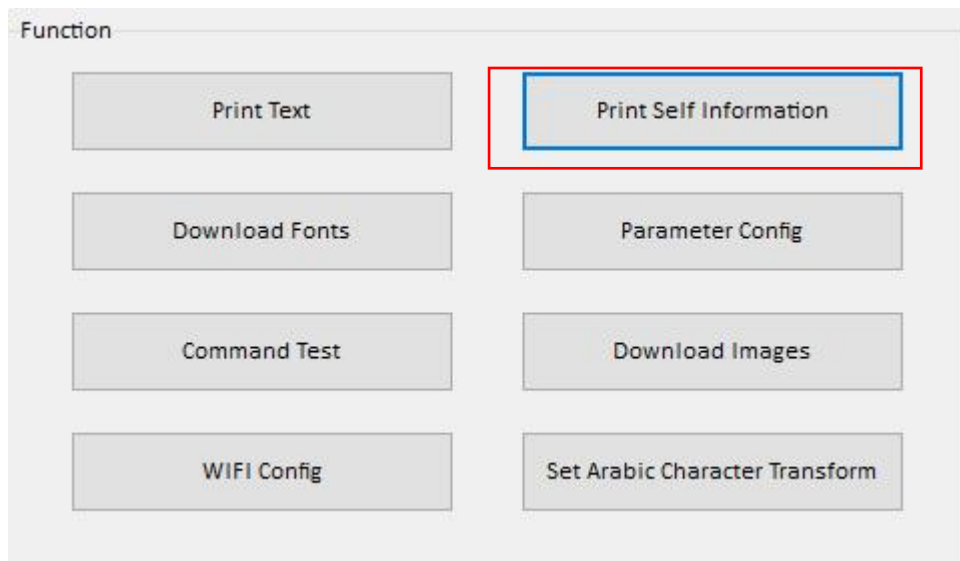 Function
Print Text
Print Self Information
Download Fonts
Parameter Config
Command Test
Download Images
WIFI Config
Set Arabic Character Transform